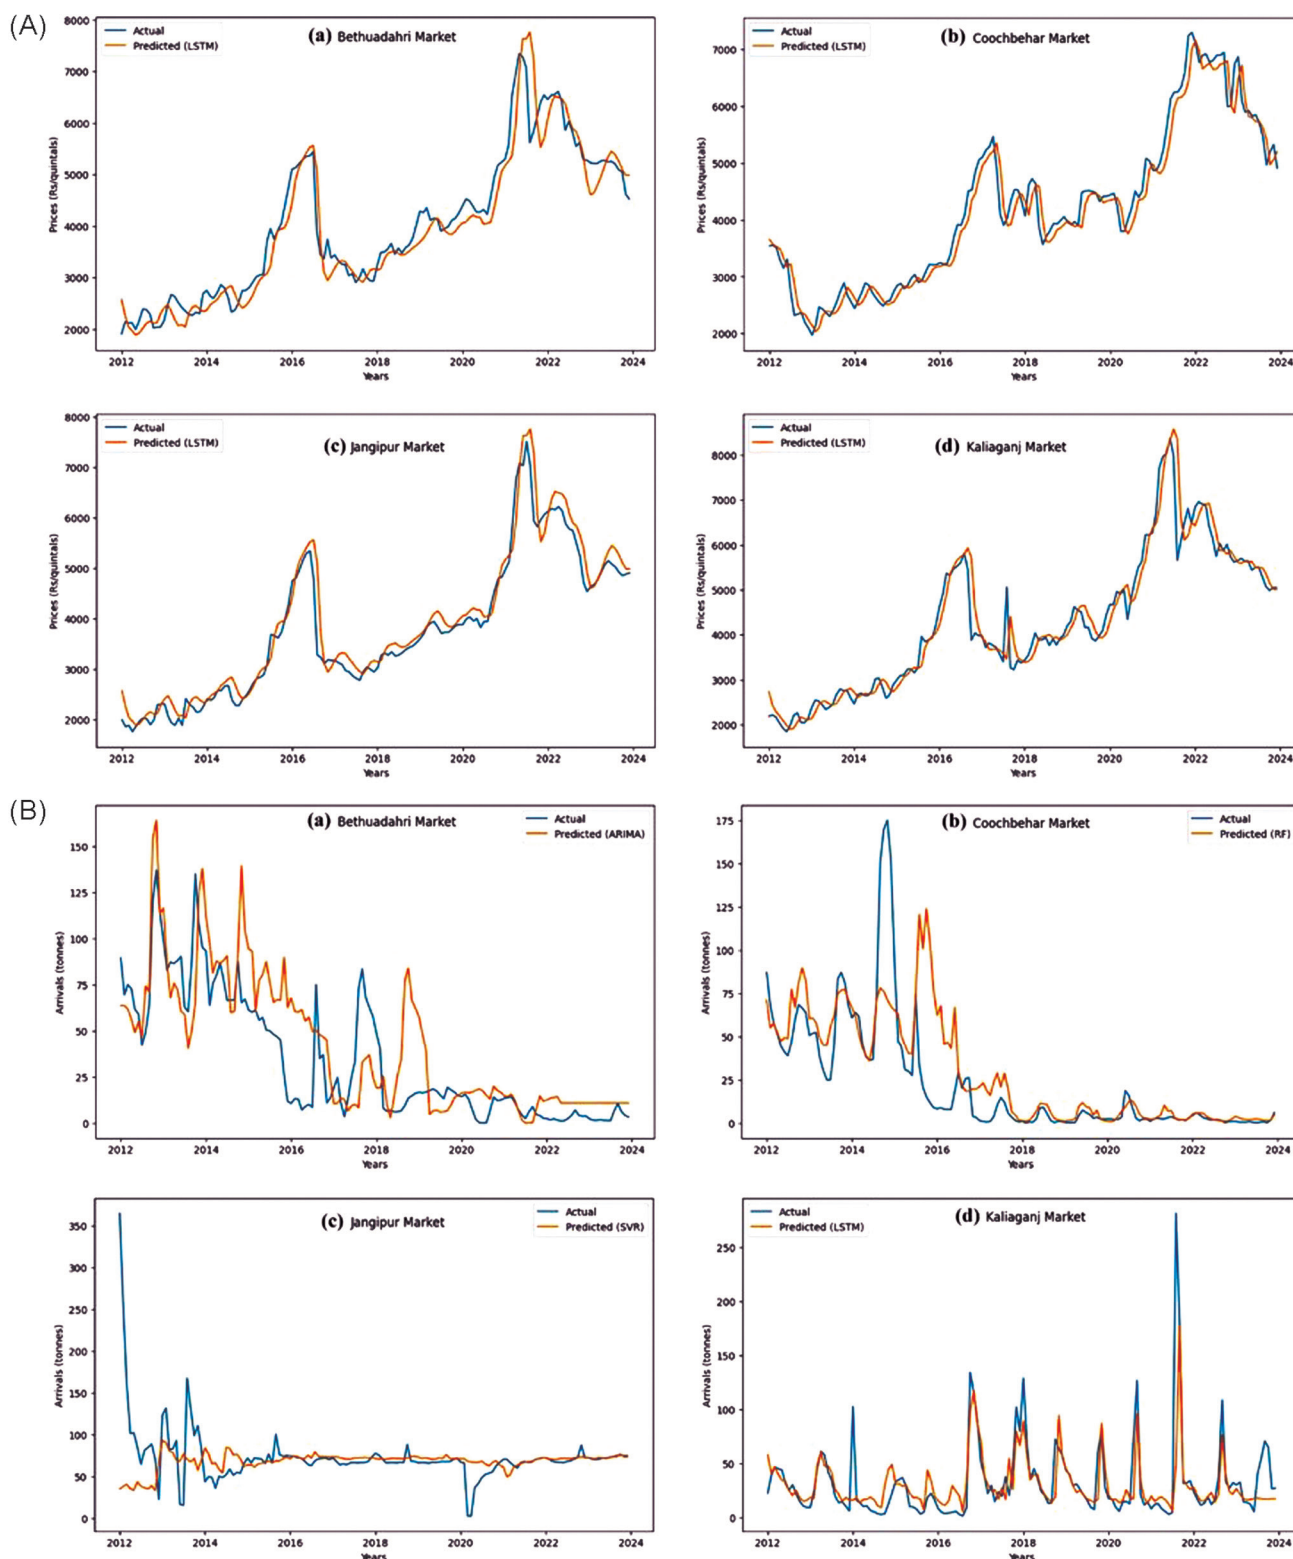 (A)
Actual
Predicted (LSTM)
(a) Bethuadahri Market
8000
7000
6000
5000
4000
3000
2000
Prices (Rs/quintals)
2012 2014 2016 2018 2020 2022 2024
Years
Actual
Predicted (LSTM)
(b) Coochbehar Market
7000
6000
5000
4000
3000
2000
Prices (Rs/quintals)
2012 2014 2016 2018 2020 2022 2024
Years
Actual
Predicted (LSTM)
(c) Jangipur Market
8000
7000
6000
5000
4000
3000
2000
Prices (Rs/quintals)
2012 2014 2016 2018 2020 2022 2024
Years
Actual
Predicted (LSTM)
(d) Kaliaganj Market
8000
7000
6000
5000
4000
3000
2000
Prices (Rs/quintals)
2012 2014 2016 2018 2020 2022 2024
Years
(B)
(a) Bethuadahri Market
Actual
Predicted (ARIMA)
150
125
100
75
50
25
0
Arrivals (tonnes)
2012 2014 2016 2018 2020 2022 2024
Years
(b) Coochbehar Market
Actual
Predicted (RF)
175
150
125
100
75
50
25
0
Arrivals (tonnes)
2012 2014 2016 2018 2020 2022 2024
Years
(c) Jangipur Market
Actual
Predicted (SVR)
350
300
250
200
150
100
50
0
Arrivals (tonnes)
2012 2014 2016 2018 2020 2022 2024
Years
Actual
Predicted (LSTM)
(d) Kaliaganj Market
250
200
150
100
50
0
Arrivals (tonnes)
2012 2014 2016 2018 2020 2022 2024
Years